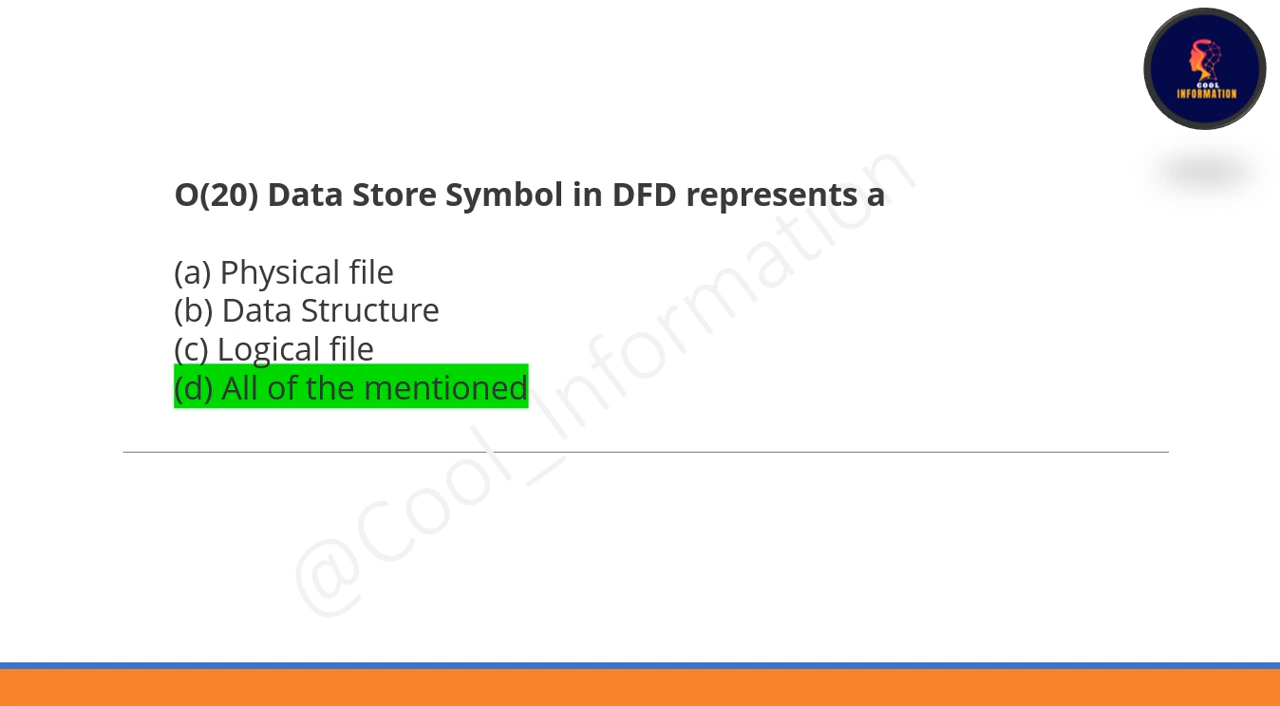 COOL
INFORMATION
O(20) Data Store Symbol in DFD represents a
(a) Physical file
(b) Data Structure
(c) Logical file
(d) All of the mentioned
@Cool_Information